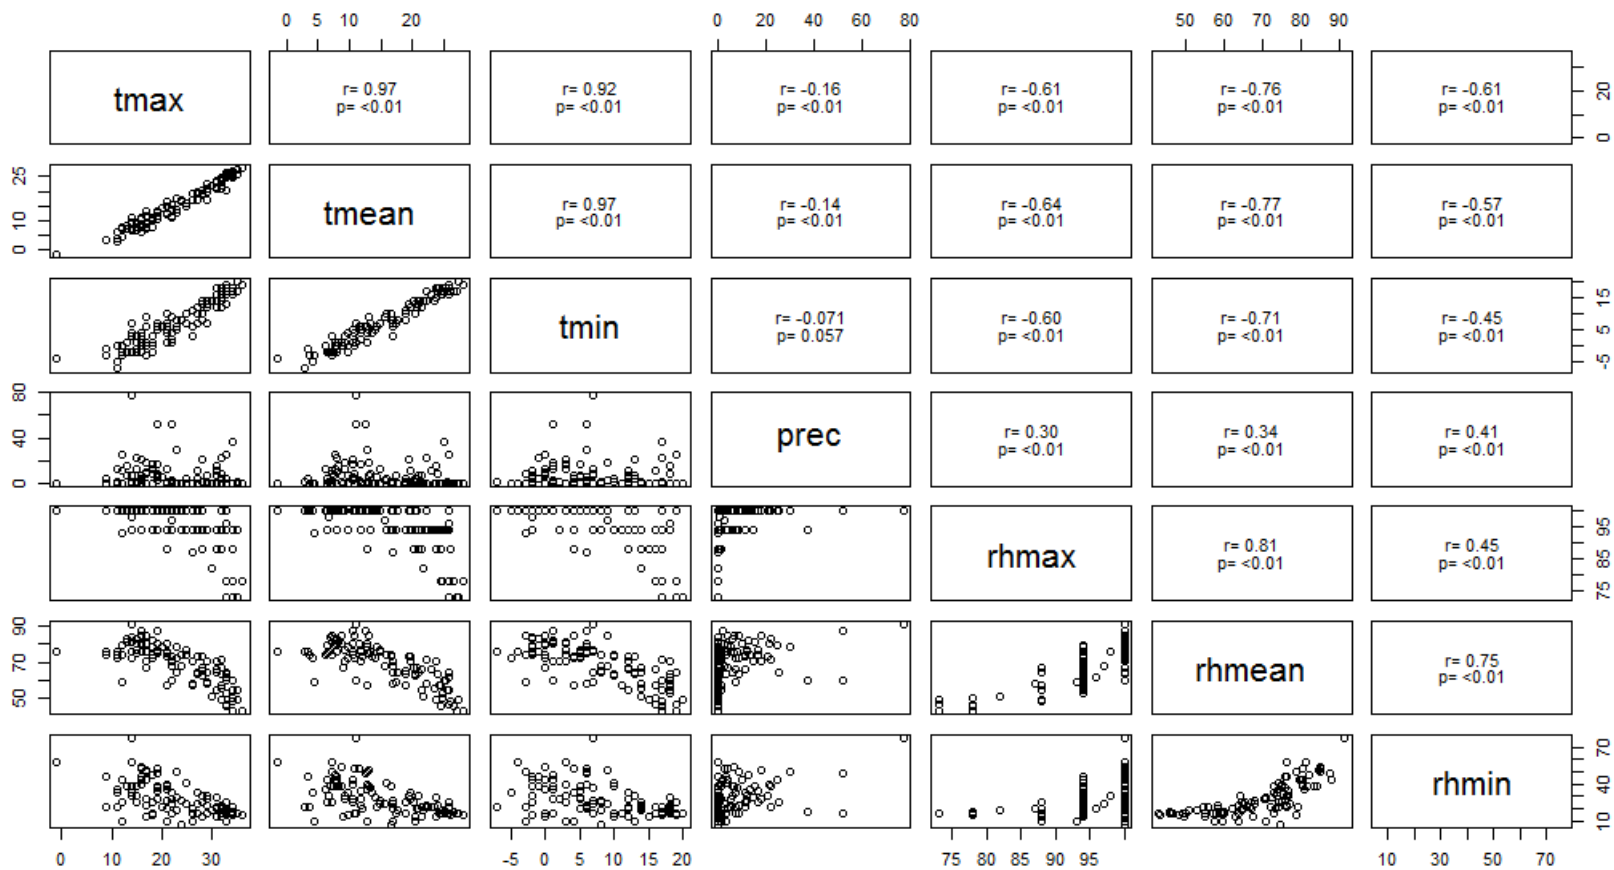 0 5 10 20 0 20 40 60 80 50 60 70 80 90
tmax
r= 0.97
p= <0.01
r= 0.92
p= <0.01
r= -0.16
p= <0.01
r= -0.61
p= <0.01
r= -0.76
p= <0.01
r= -0.61
p= <0.01
0 20
0 10 25
tmean
r= 0.97
p= <0.01
r= -0.14
p= <0.01
r= -0.64
p= <0.01
r= -0.77
p= <0.01
r= -0.57
p= <0.01
tmin
r= -0.071
p= 0.057
r= -0.60
p= <0.01
r= -0.71
p= <0.01
r= -0.45
p= <0.01
-5 5 15
0 40 80
prec
r= 0.30
p= <0.01
r= 0.34
p= <0.01
r= 0.41
p= <0.01
rhmax
r= 0.81
p= <0.01
r= 0.45
p= <0.01
75 85 95
50 70 90
rhmean
r= 0.75
p= <0.01
rhmin
10 20 40 70
0 10 20 30 -5 0 5 10 15 20 75 80 85 90 95 10 30 50 70